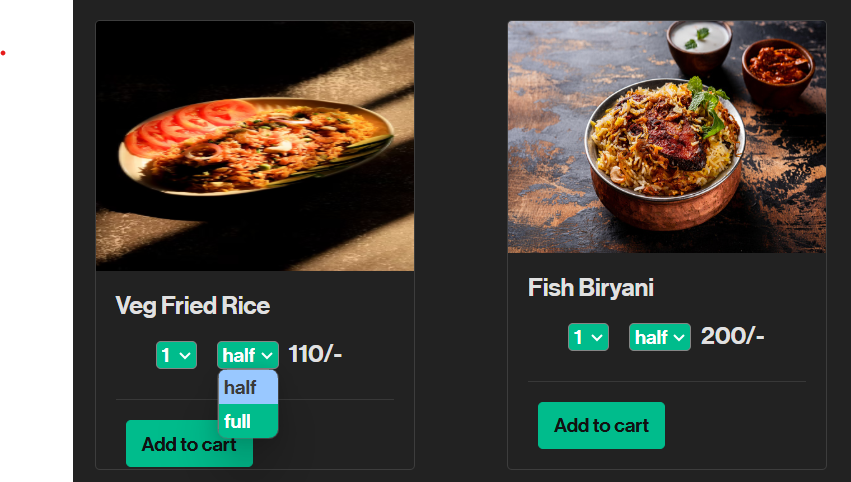 Veg Fried Rice
1 half 110/-
half
full
Add to cart
Fish Biryani
1 half 200/-
Add to cart